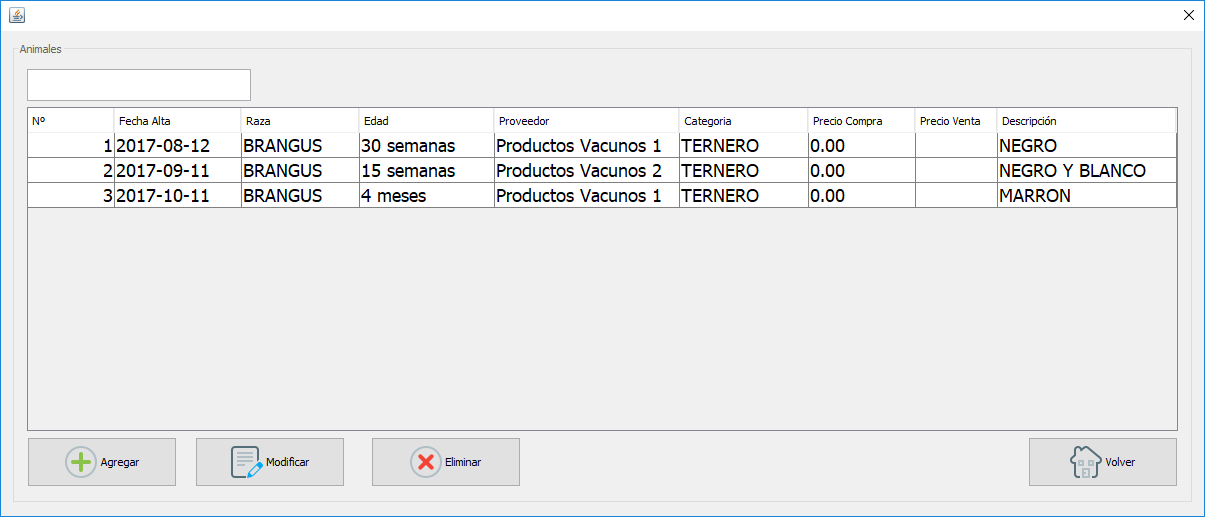 Animales
Nº Fecha Alta Raza Edad Proveedor Categoria Precio Compra Precio Venta Descripción
1 2017-08-12 BRANGUS 30 semanas Productos Vacunos 1 TERNERO 0.00 NEGRO
2 2017-09-11 BRANGUS 15 semanas Productos Vacunos 2 TERNERO 0.00 NEGRO Y BLANCO
3 2017-10-11 BRANGUS 4 meses Productos Vacunos 1 TERNERO 0.00 MARRON
Agregar Modificar Eliminar Volver